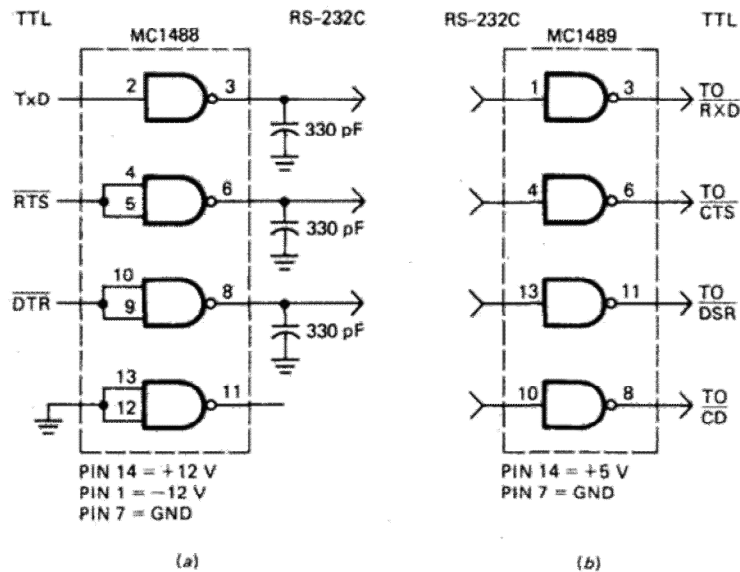 TTL RS-232C RS-232C TTL
MC1488 MC1489
TxD 2 3 1 3 TO RXD
330 pF
4
RTS 5 6 4 6 TO CTS
330 pF
10
DTR 9 8 13 11 TO DSR
330 pF
13
12 11 10 8 TO CD
PIN 14 = +12 V PIN 14 = +5 V
PIN 1 = −12 V PIN 7 = GND
PIN 7 = GND
(a) (b)